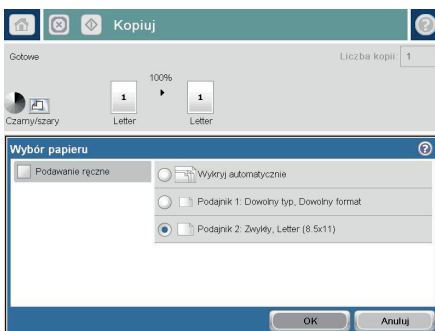 Kopiuj
Gotowe
Liczba kopii: 1
100%
1 1
Czarny/szary Letter Letter
Wybór papieru
Podawanie ręczne
Wykryj automatycznie
Podajnik 1: Dowolny typ, Dowolny format
Podajnik 2: Zwykły, Letter (8.5x11)
OK Anuluj